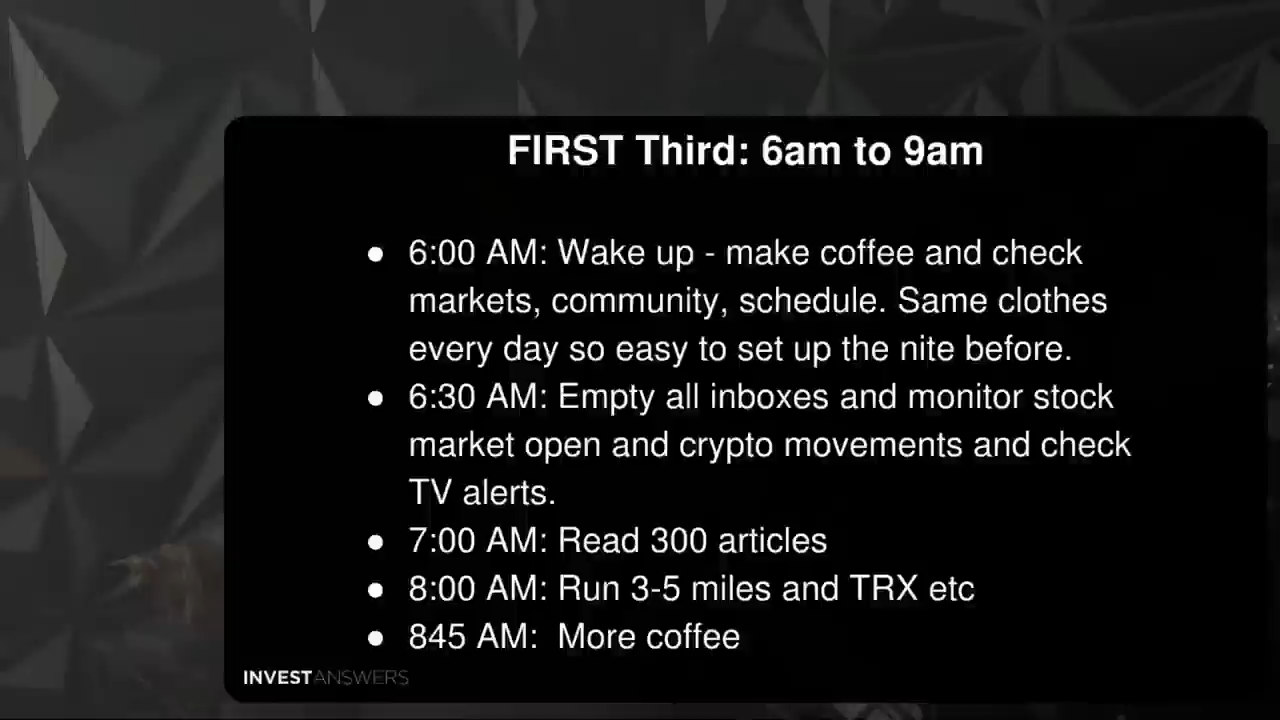 FIRST Third: 6am to 9am
● 6:00 AM: Wake up - make coffee and check
markets, community, schedule. Same clothes
every day so easy to set up the nite before.
● 6:30 AM: Empty all inboxes and monitor stock
market open and crypto movements and check
TV alerts.
● 7:00 AM: Read 300 articles
● 8:00 AM: Run 3-5 miles and TRX etc
● 845 AM:  More coffee
INVESTANSWERS